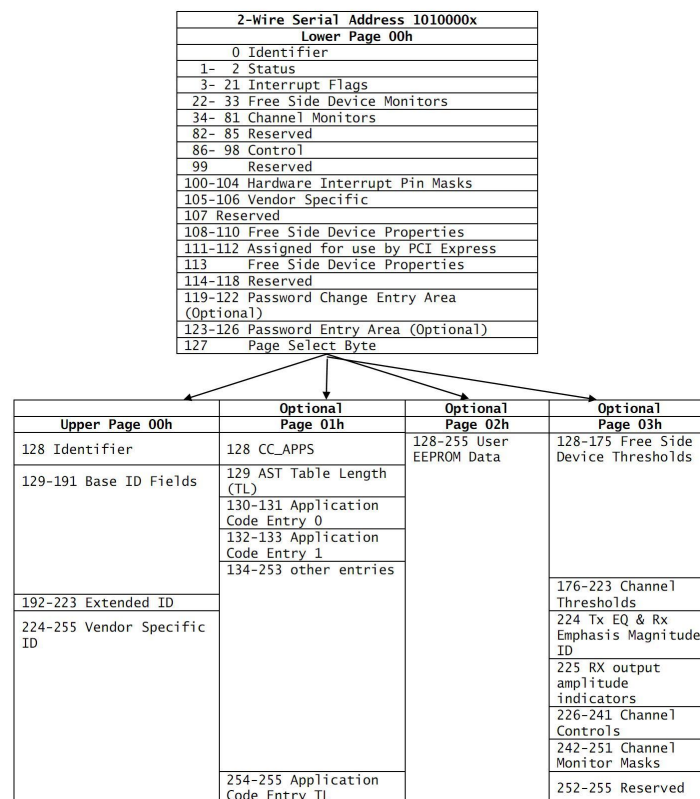 2-Wire Serial Address 1010000x
Lower Page 00h
0 Identifier
1- 2 Status
3- 21 Interrupt Flags
22- 33 Free Side Device Monitors
34- 81 Channel Monitors
82- 85 Reserved
86- 98 Control
99 Reserved
100-104 Hardware Interrupt Pin Masks
105-106 Vendor Specific
107 Reserved
108-110 Free Side Device Properties
111-112 Assigned for use by PCI Express
113 Free Side Device Properties
114-118 Reserved
119-122 Password Change Entry Area
(Optional)
123-126 Password Entry Area (Optional)
127 Page Select Byte
Upper Page 00h
128 Identifier
129-191 Base ID Fields
192-223 Extended ID
224-255 Vendor Specific
ID
Optional
Page 01h
128 CC_APPS
129 AST Table Length
(TL)
130-131 Application
Code Entry 0
132-133 Application
Code Entry 1
134-253 other entries
254-255 Application
Code Entry TL
Optional
Page 02h
128-255 User
EEPROM Data
Optional
Page 03h
128-175 Free Side
Device Thresholds
176-223 Channel
Thresholds
224 Tx EQ & Rx
Emphasis Magnitude
ID
225 RX output
amplitude
indicators
226-241 Channel
Controls
242-251 Channel
Monitor Masks
252-255 Reserved